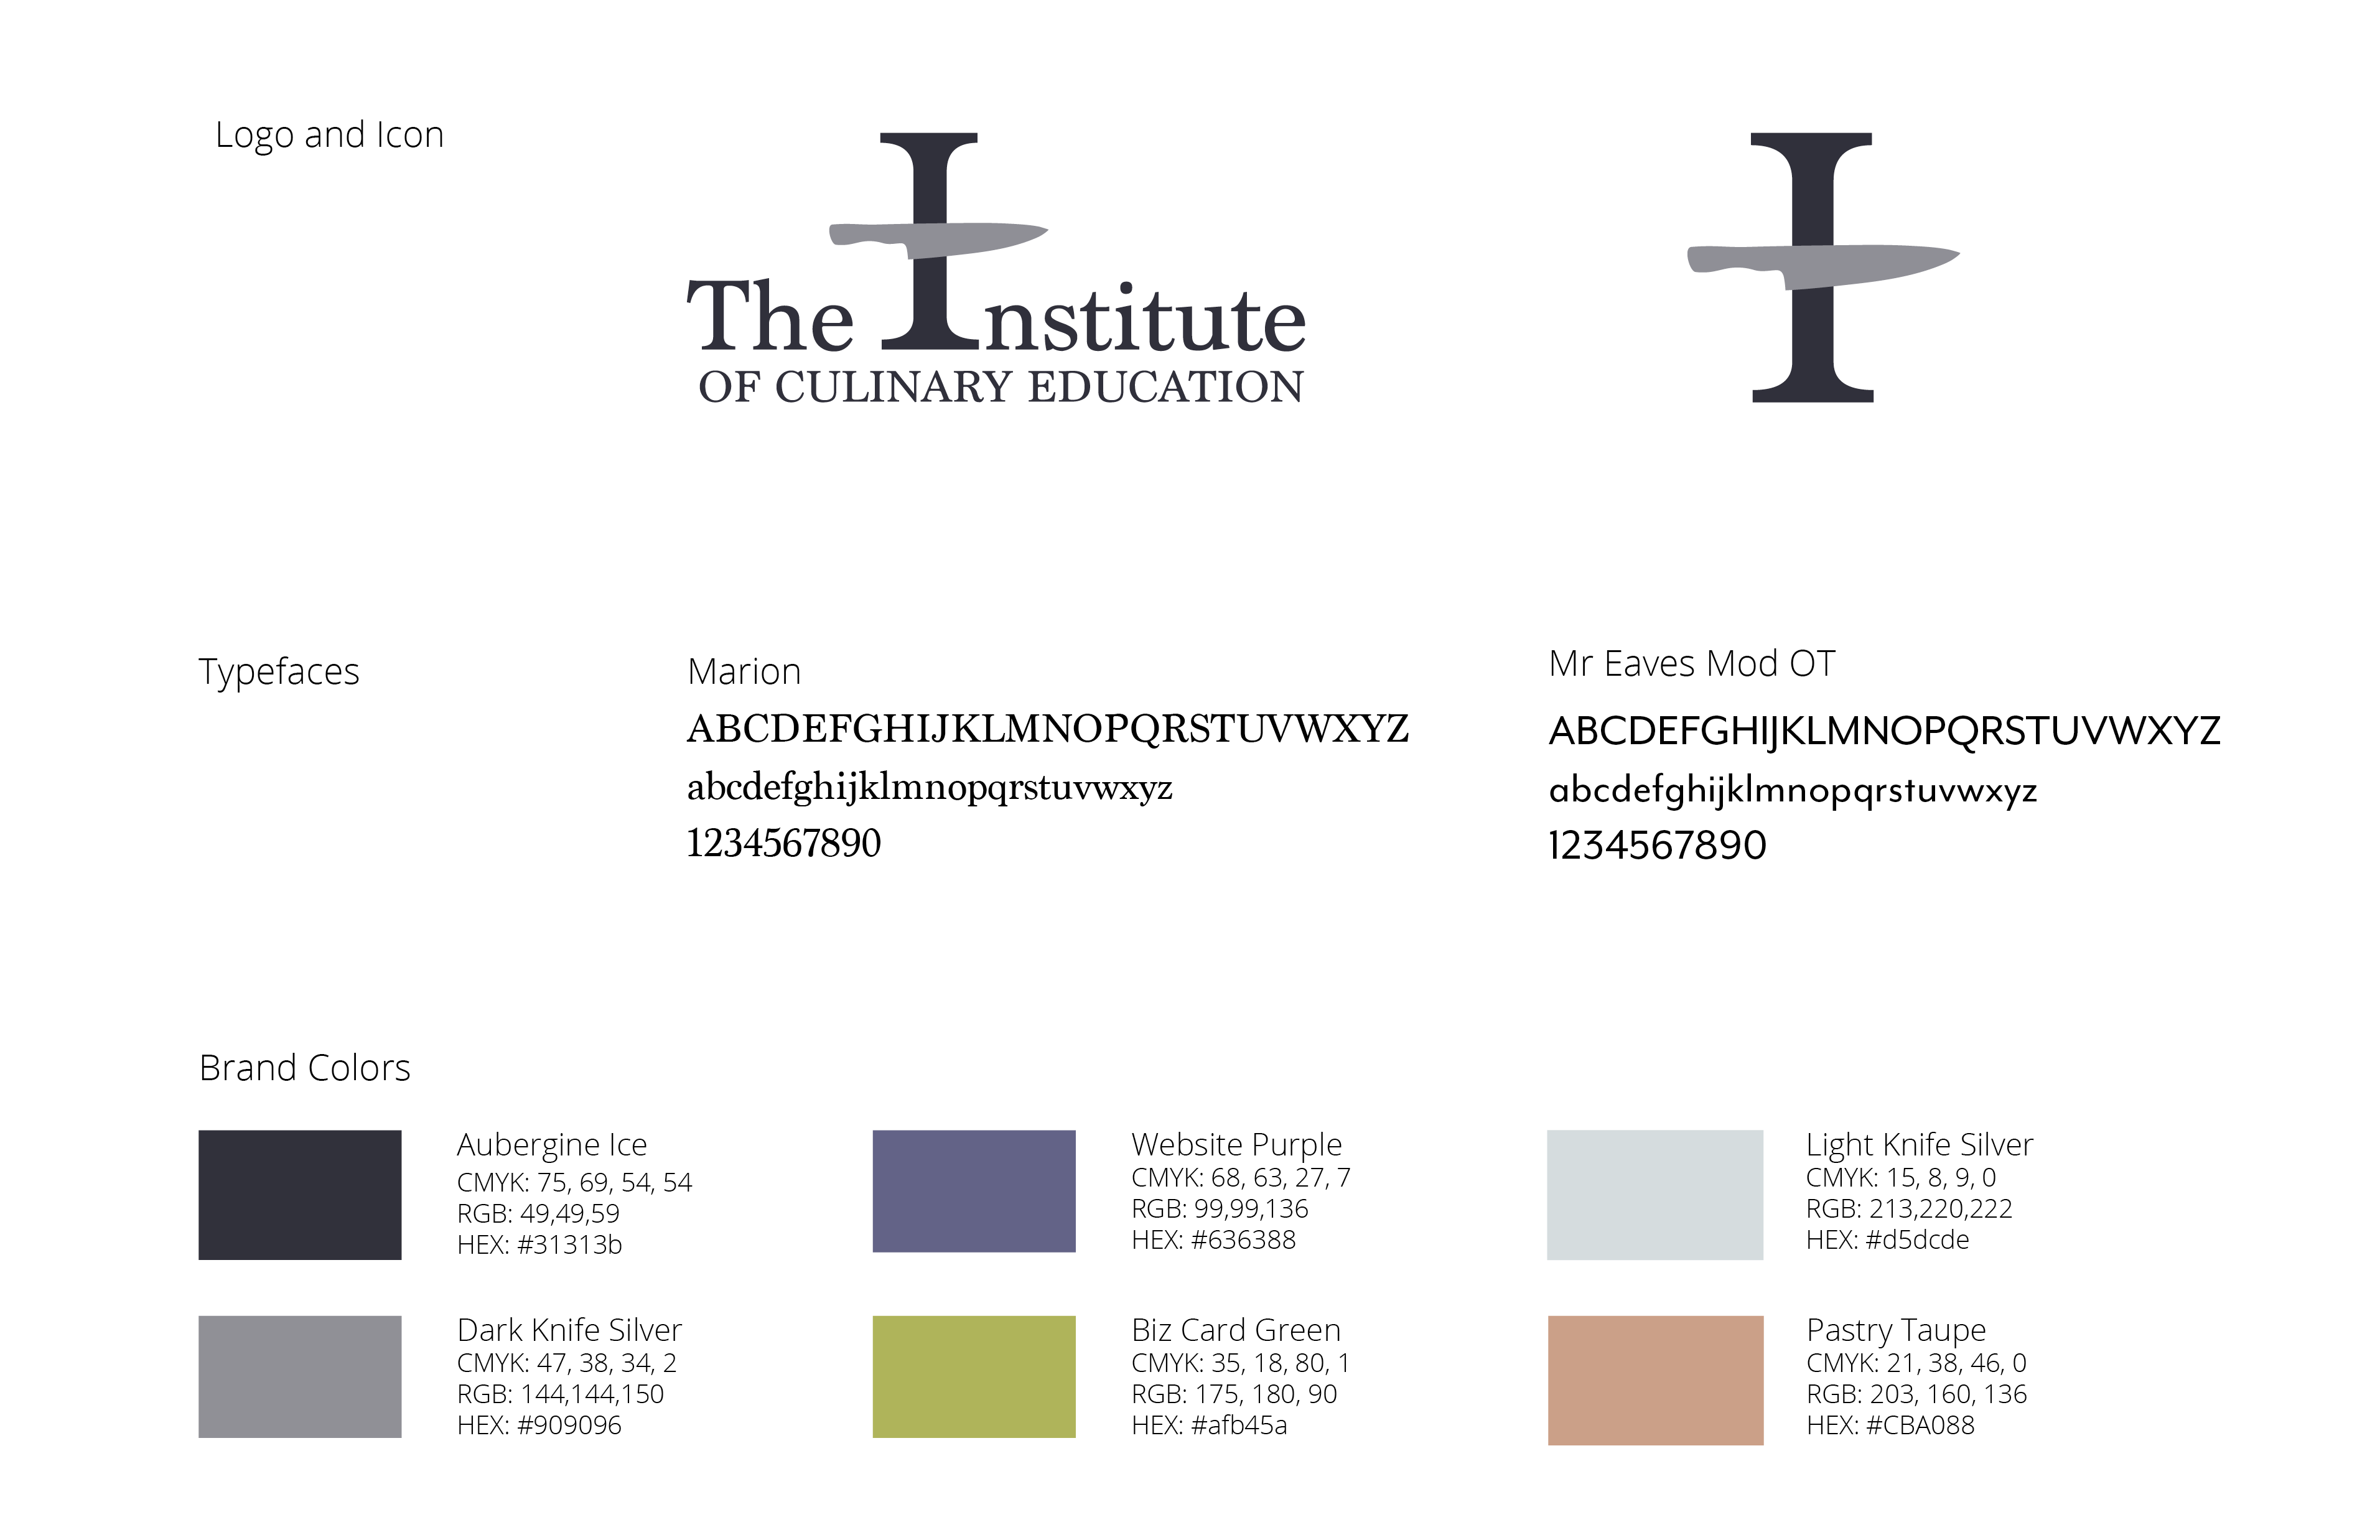 Logo and Icon
The Institute
OF CULINARY EDUCATION
I
Typefaces
Marion
ABCDEFGHIJKLMNOPQRSTUVWXYZ
abcdefghijklmnopqrstuvwxyz
1234567890
Mr Eaves Mod OT
ABCDEFGHIJKLMNOPQRSTUVWXYZ
abcdefghijklmnopqrstuvwxyz
1234567890
Brand Colors
Aubergine Ice
CMYK: 75, 69, 54, 54
RGB: 49,49,59
HEX: #31313b
Website Purple
CMYK: 68, 63, 27, 7
RGB: 99,99,136
HEX: #636388
Light Knife Silver
CMYK: 15, 8, 9, 0
RGB: 213,220,222
HEX: #d5dcde
Dark Knife Silver
CMYK: 47, 38, 34, 2
RGB: 144,144,150
HEX: #909096
Biz Card Green
CMYK: 35, 18, 80, 1
RGB: 175, 180, 90
HEX: #afb45a
Pastry Taupe
CMYK: 21, 38, 46, 0
RGB: 203, 160, 136
HEX: #CBA088